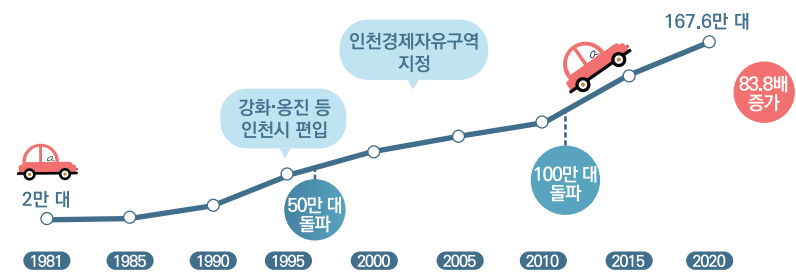 167.6만 대
인천경제자유구역
지정
83.8배
증가
강화·옹진 등
인천시 편입
2만 대
100만 대
돌파
50만 대
돌파
1981 1985 1990 1995 2000 2005 2010 2015 2020